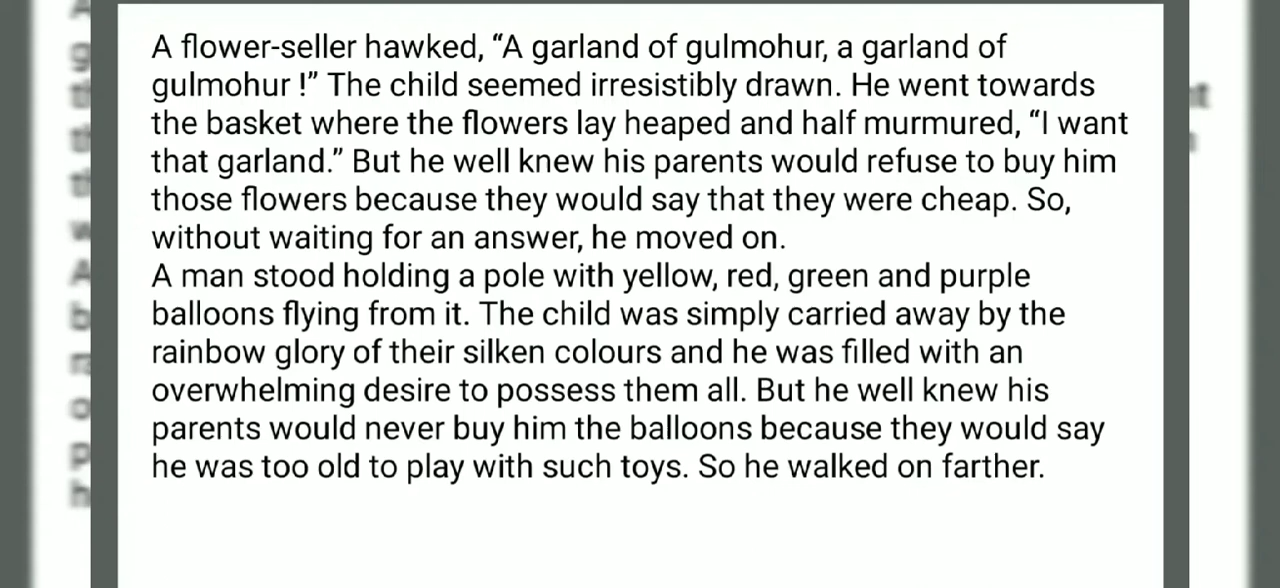 A flower-seller hawked, “A garland of gulmohur, a garland of
gulmohur !” The child seemed irresistibly drawn. He went towards
the basket where the flowers lay heaped and half murmured, “I want
that garland.” But he well knew his parents would refuse to buy him
those flowers because they would say that they were cheap. So,
without waiting for an answer, he moved on.
A man stood holding a pole with yellow, red, green and purple
balloons flying from it. The child was simply carried away by the
rainbow glory of their silken colours and he was filled with an
overwhelming desire to possess them all. But he well knew his
parents would never buy him the balloons because they would say
he was too old to play with such toys. So he walked on farther.